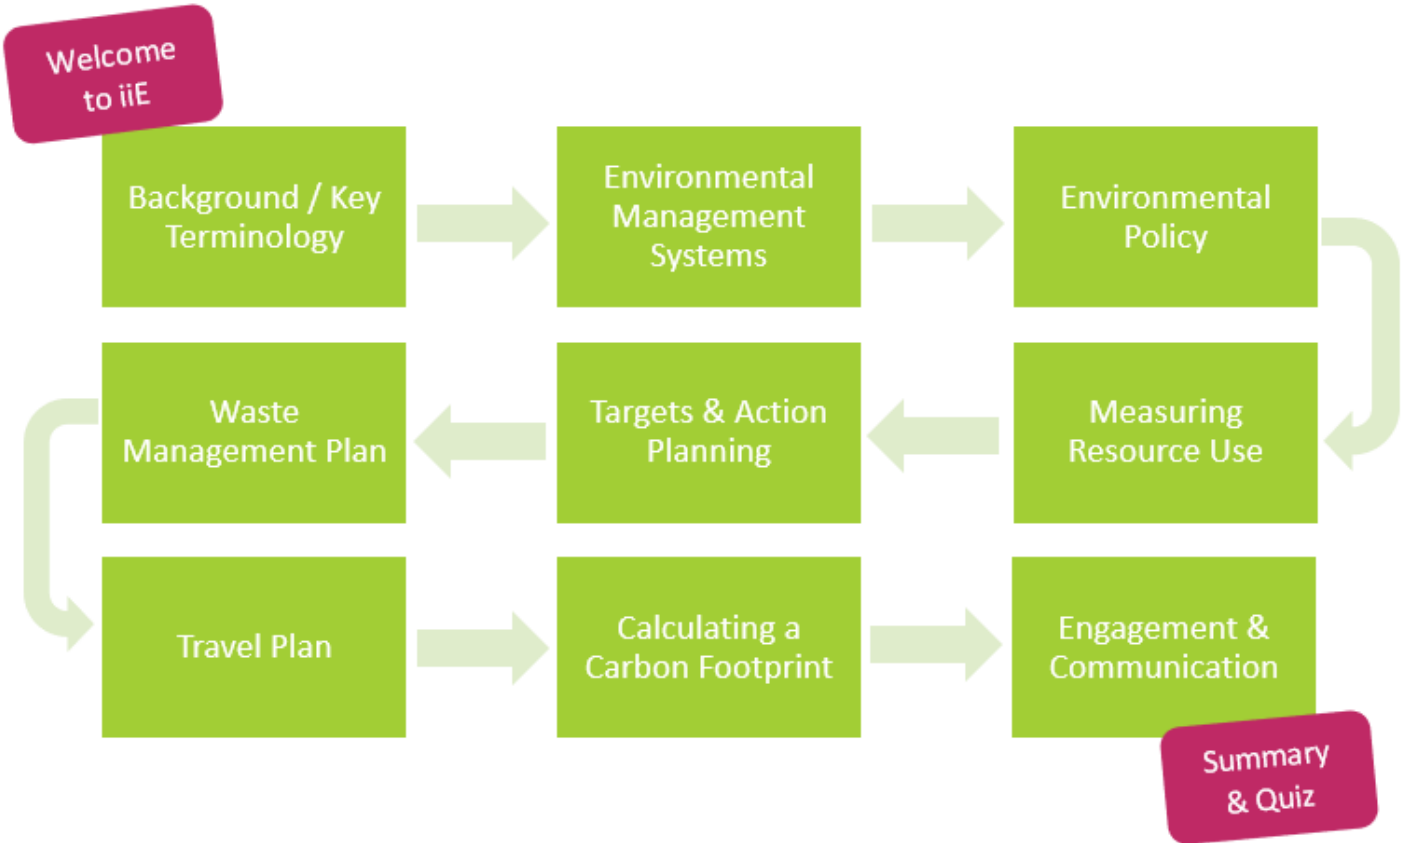 Welcome
to iiE
Background / Key
Terminology
Environmental
Management
Systems
Environmental
Policy
Measuring
Resource Use
Targets & Action
Planning
Waste
Management Plan
Travel Plan
Calculating a
Carbon Footprint
Engagement &
Communication
Summary
& Quiz